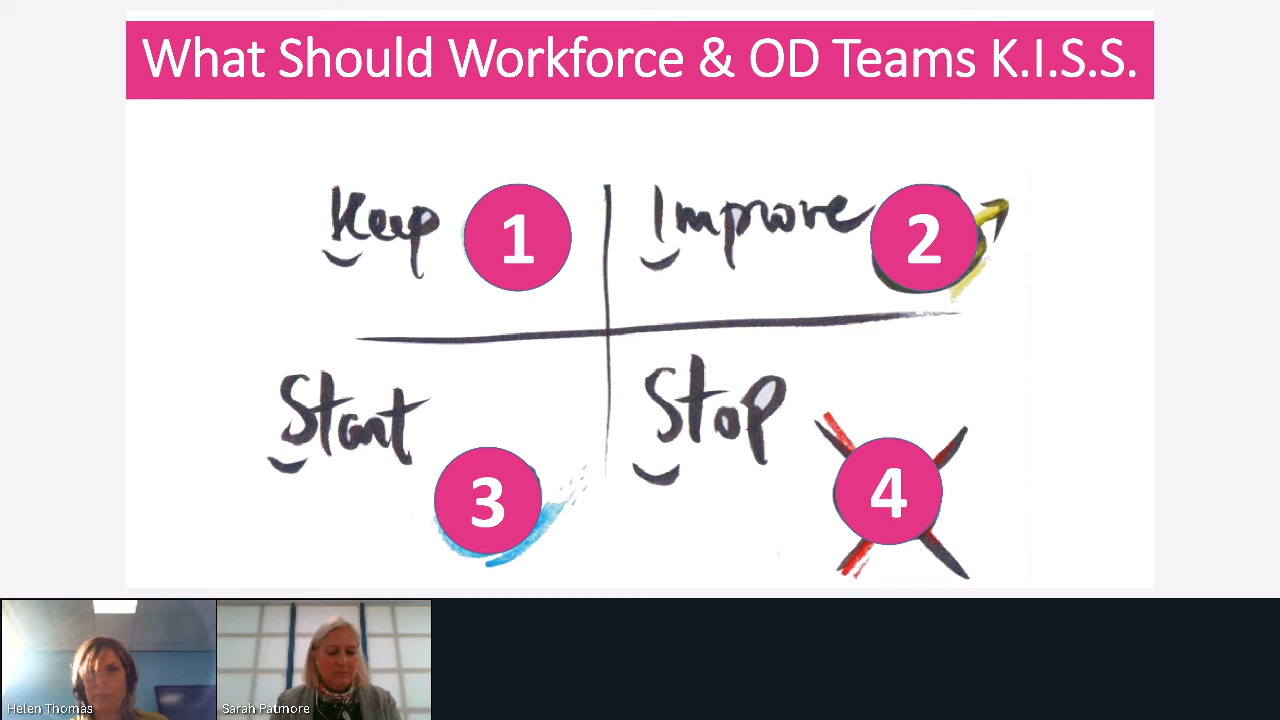 What Should Workforce & OD Teams K.I.S.S.
Keep 1
Improve 2
Start 3
Stop 4
Helen Thomas
Sarah Patmore